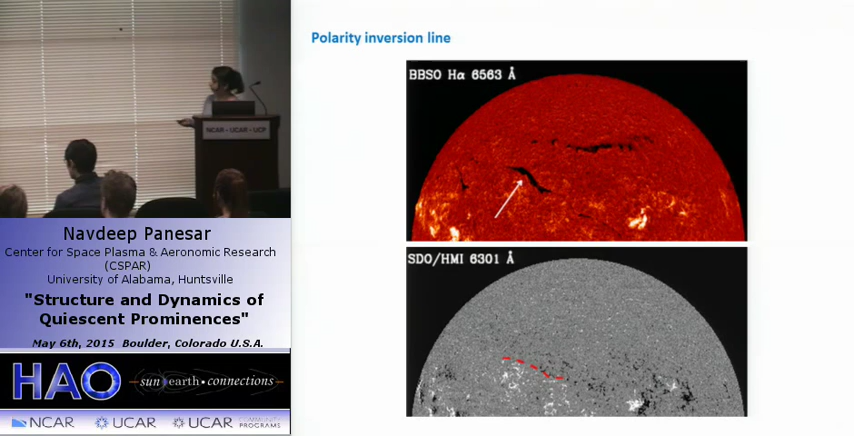 Polarity inversion line
BBSO Hα 6563 Å
SDO/HMI 6301 Å
NCAR • UCAR • UCP
Navdeep Panesar
Center for Space Plasma & Aeronomic Research
(CSPAR)
University of Alabama, Huntsville
"Structure and Dynamics of
Quiescent Prominences"
May 6th, 2015 Boulder, Colorado U.S.A.
HAO
sun earth • connections
NCAR UCAR UCAR COMMUNITY
PROGRAMS